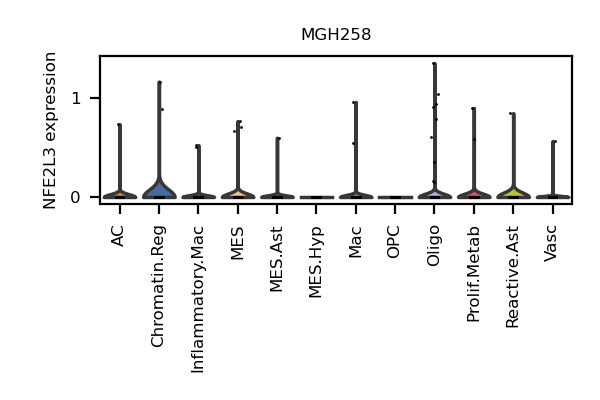 MGH258
NFE2L3 expression
1
0
AC
Chromatin.Reg
Inflammatory.Mac
MES
MES.Ast
MES.Hyp
Mac
OPC
Oligo
Prolif.Metab
Reactive.Ast
Vasc